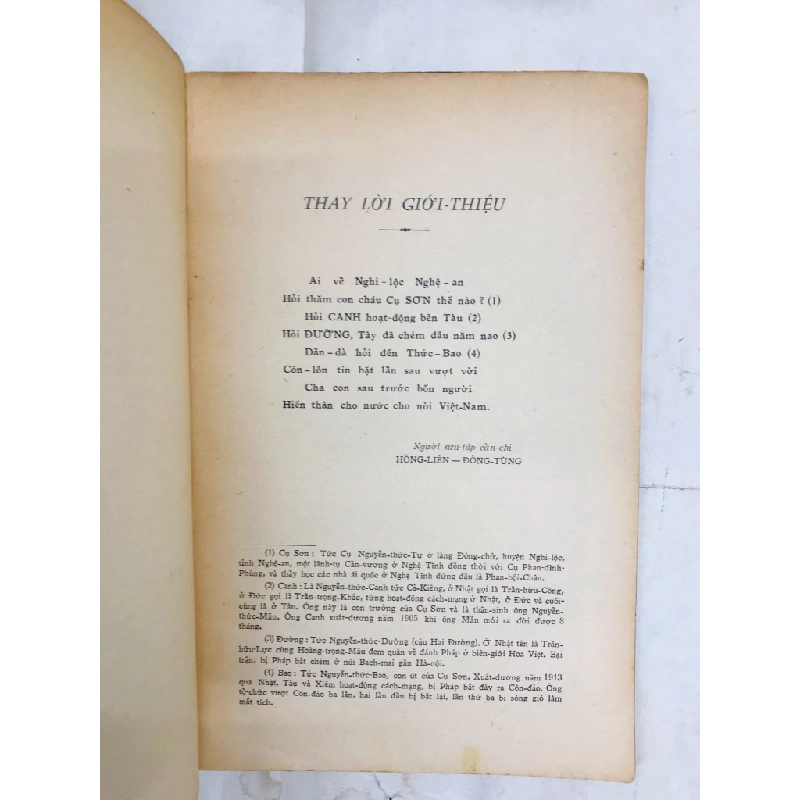 THAY LỜI GIỚI-THIỆU
Ai về Nghi-lộc Nghệ-an
Hỏi thăm con cháu Cụ SƠN thế nào ? (1)
Hỏi CANH hoạt-động bên Tàu (2)
Hỏi ĐƯỜNG, Tây đã chém đầu năm nao (3)
Dân-đà hỏi đến Thức-Bao (4)
Côn-lôn tin bặt lần sau vượt vời
Cha con sau trước bốn người
Hiến thân cho nước cho nòi Việt-Nam.
Người sưu-tập cẩn-chí
HỒNG-LIÊN — ĐÔNG-TÙNG
(1) Cụ Sơn : Tức Cụ Nguyễn-thức-Tự ở làng Đông-chữ, huyện Nghi-lộc,
tỉnh Nghệ-an, một lãnh-tụ Cần-vương ở Nghệ Tĩnh đồng thời với Cụ Phan-đình-
Phùng, và thầy học các nhà ái quốc ở Nghệ Tĩnh đứng đầu là Phan-bội-Châu.
(2) Canh : Là Nguyễn-thức-Canh tức Cả-Kiêng, ở Nhật gọi là Trần-hữu-Công,
ở Đức gọi là Trần-trọng-Khắc, từng hoạt-động cách-mạng ở Nhật, ở Đức và cuối-
cùng là ở Tàu. Ông này là con trưởng của Cụ Sơn và là thân-sinh ông Nguyễn-
thức-Mẫn. Ông Canh xuất-dương năm 1905 khi ông Mẫn mới ra đời được 8
tháng.
(3) Đường : Tức Nguyễn-thức-Đường (cậu Hai Đường). Ở Nhật tên là Trần-
hữu-Lực cùng Hoàng-trọng-Mậu đem quân về đánh Pháp ở biên-giới Hoa Việt. Bại
trận, bị Pháp bắt chém ở núi Bạch-mai gần Hà-nội.
(4) Bao : Tức Nguyễn-thức-Bao, con út của Cụ Sơn. Xuất-dương năm 1913
qua Nhật, Tàu và Xiêm hoạt-động cách-mạng, bị Pháp bắt đày ra Côn-đảo. Ông
tổ-chức vượt Côn-đảo ba lần, hai lần đầu bị bắt lại, lần thứ ba bị sóng gió làm
mất tích.